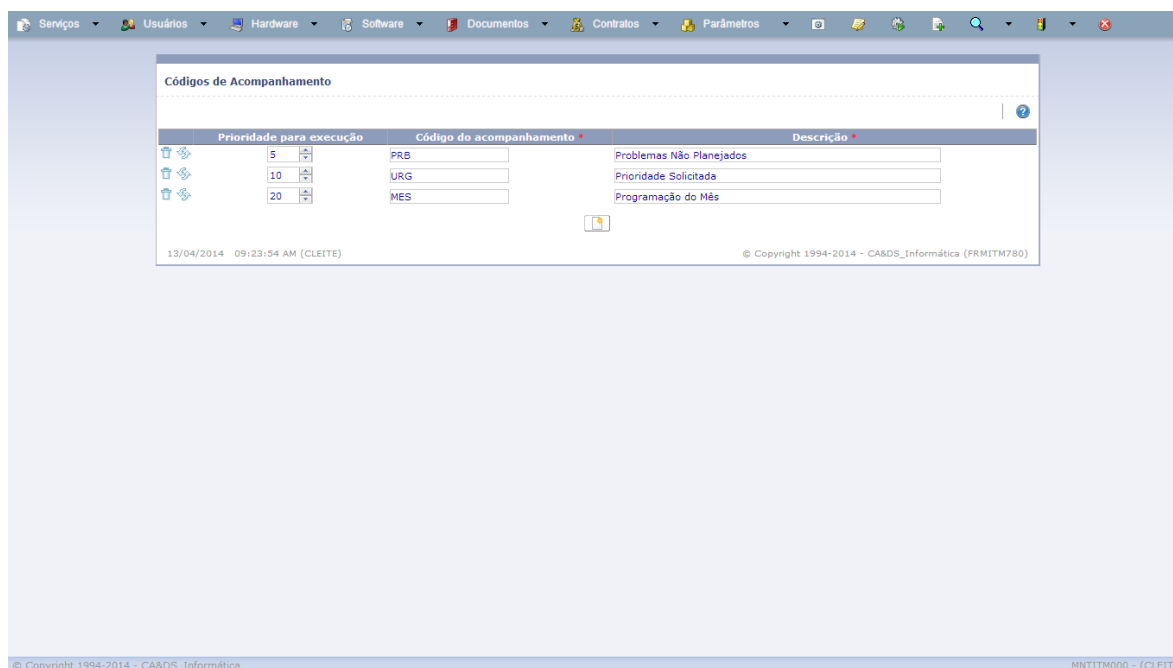 Serviços Usuários Hardware Software Documentos Contratos Parâmetros
Códigos de Acompanhamento
Prioridade para execução Código do acompanhamento * Descrição *
5 PRB Problemas Não Planejados
10 URG Prioridade Solicitada
20 MES Programação do Mês
13/04/2014 09:23:54 AM (CLEITE) © Copyright 1994-2014 - CA&DS_Informática (FRMITM780)
© Copyright 1994-2014 - CA&DS_Informática MNTITM000 - (CLEIT